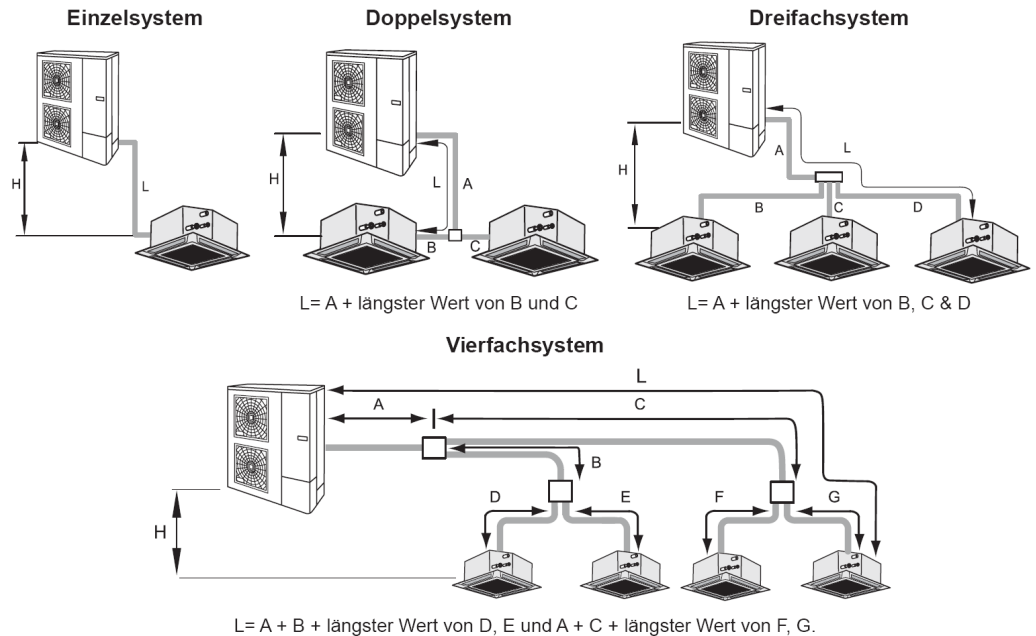 Einzelsystem
Doppelsystem
Dreifachsystem
H
L
H
L
A
B
C
H
A
L
B
C
D
L= A + längster Wert von B und C
L= A + längster Wert von B, C & D
Vierfachsystem
L
A
C
B
H
D
E
F
G
L= A + B + längster Wert von D, E und A + C + längster Wert von F, G.